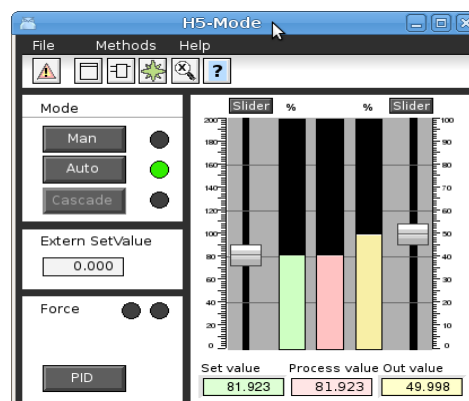 H5-Mode
File Methods Help
?
Mode
Man
Auto
Cascade
Extern SetValue
0.000
Force
PID
Slider % % Slider
200 100
180 90
160 80
140 70
120 60
100 50
80 40
60 30
40 20
20 10
0 0
Set value Process value Out value
81.923 81.923 49.998